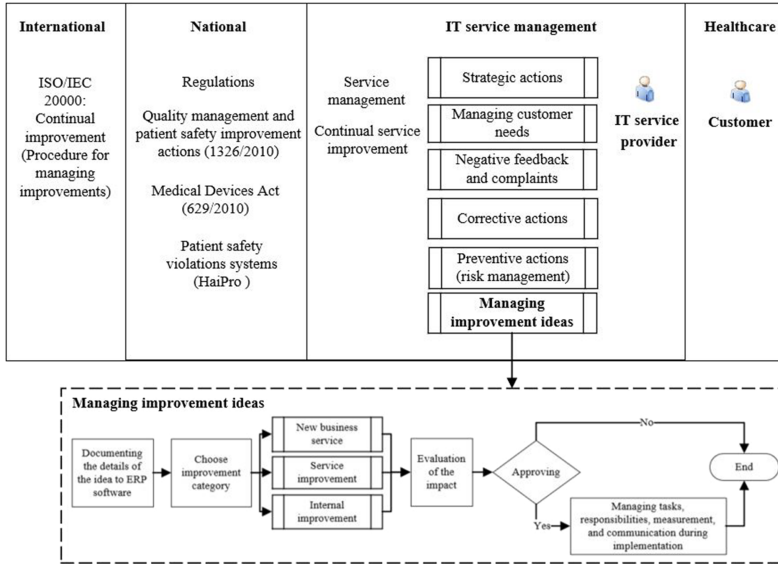 International
ISO/IEC
20000:
Continual
improvement
(Procedure for
managing
improvements)
National
Regulations
Quality management and
patient safety improvement
actions (1326/2010)
Medical Devices Act
(629/2010)
Patient safety
violations systems
(HaiPro )
IT service management
Service
management
Continual service
improvement
Strategic actions
Managing customer
needs
Negative feedback
and complaints
Corrective actions
Preventive actions
(risk management)
Managing
improvement ideas
IT service
provider
Healthcare
Customer
Managing improvement ideas
Documenting
the details of
the idea to ERP
software
Choose
improvement
category
New business
service
Service
improvement
Internal
improvement
Evaluation
of the
impact
Approving
No
Yes
Managing tasks,
responsibilities, measurement,
and communication during
implementation
End